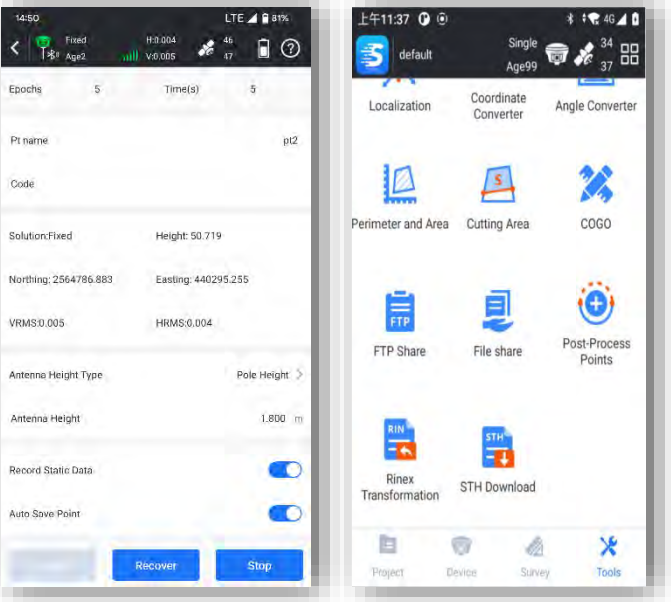 14:50 LTE 81%
Fixed H:0.004 46
Age2 V:0.005 47
Epochs 5 Time(s) 5
Pt name pt2
Code
Solution:Fixed Height: 50.719
Northing: 2564786.883 Easting: 440295.255
VRMS:0.005 HRMS:0.004
Antenna Height Type Pole Height >
Antenna Height 1.800 m
Record Static Data
Auto Save Point
Recover Stop
上午11:37 4G
default Single 34
Age99 37
Localization Coordinate Converter Angle Converter
S
Perimeter and Area Cutting Area COGO
FTP
FTP Share File share Post-Process Points
RIN STH
Rinex Transformation STH Download
Project Device Survey Tools